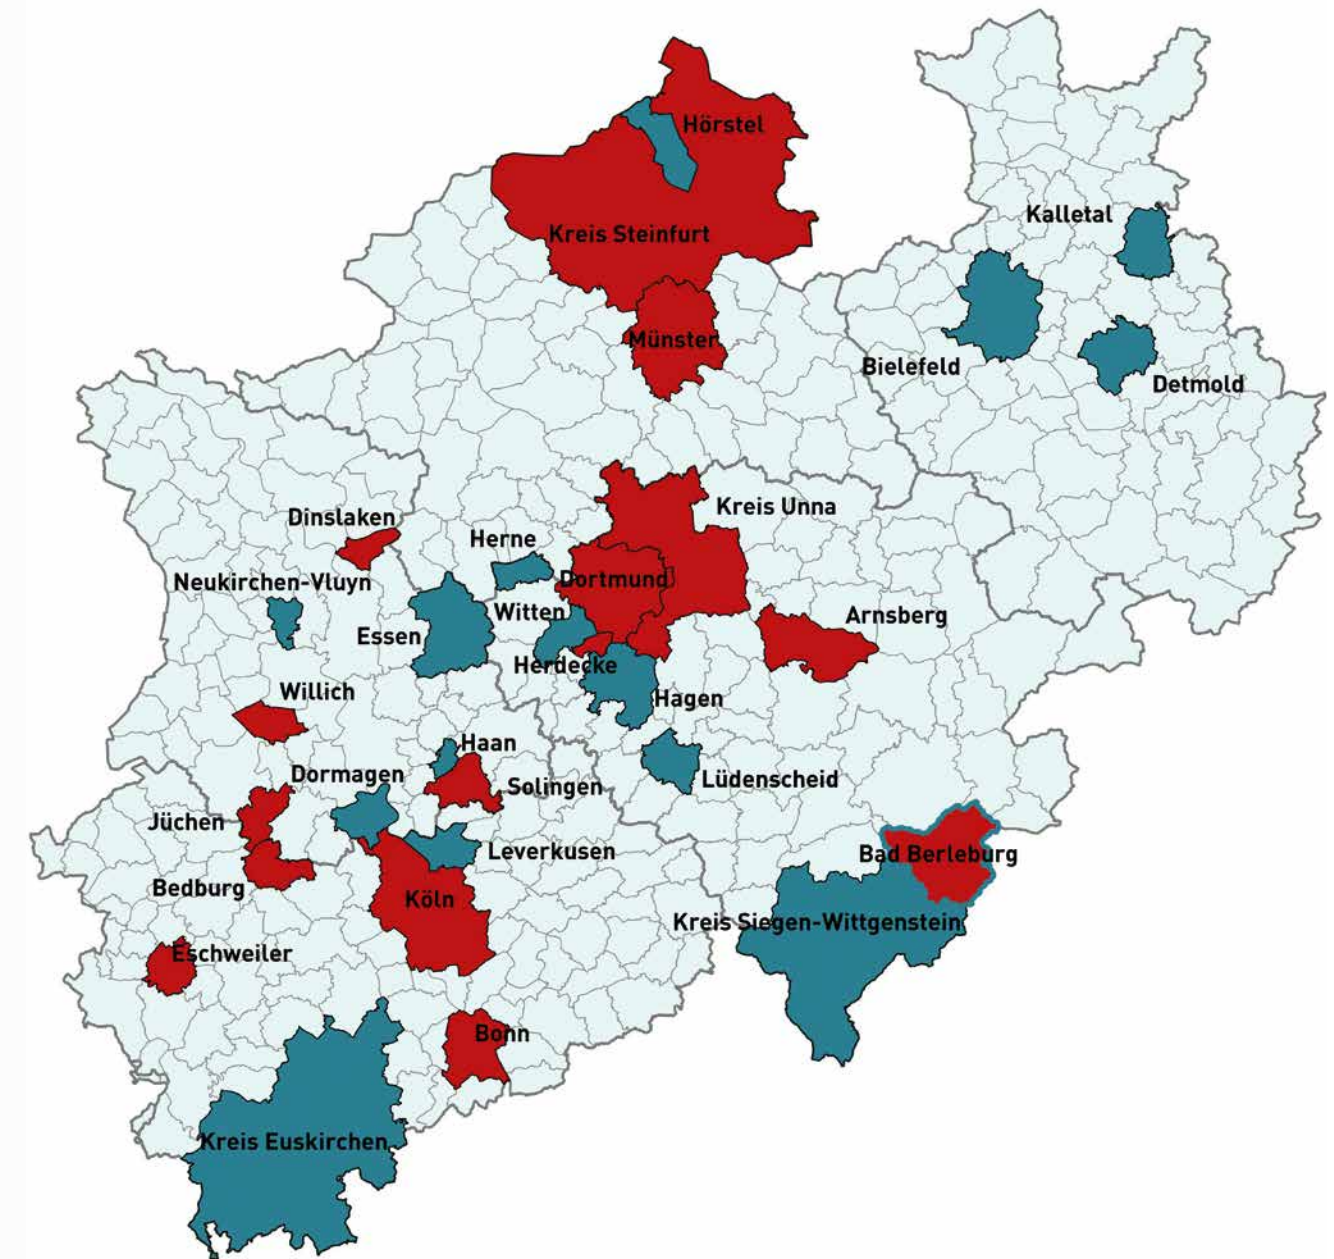 Hörstel
Kalletal
Kreis Steinfurt
Münster
Bielefeld
Detmold
Kreis Unna
Dinslaken
Herne
Neukirchen-Vluyn
Dortmund
Witten
Arnsberg
Essen
Herdecke
Willich
Hagen
Haan
Dormagen
Solingen
Lüdenscheid
Jüchen
Leverkusen
Bad Berleburg
Bedburg
Köln
Kreis Siegen-Wittgenstein
Eschweiler
Bonn
Kreis Euskirchen